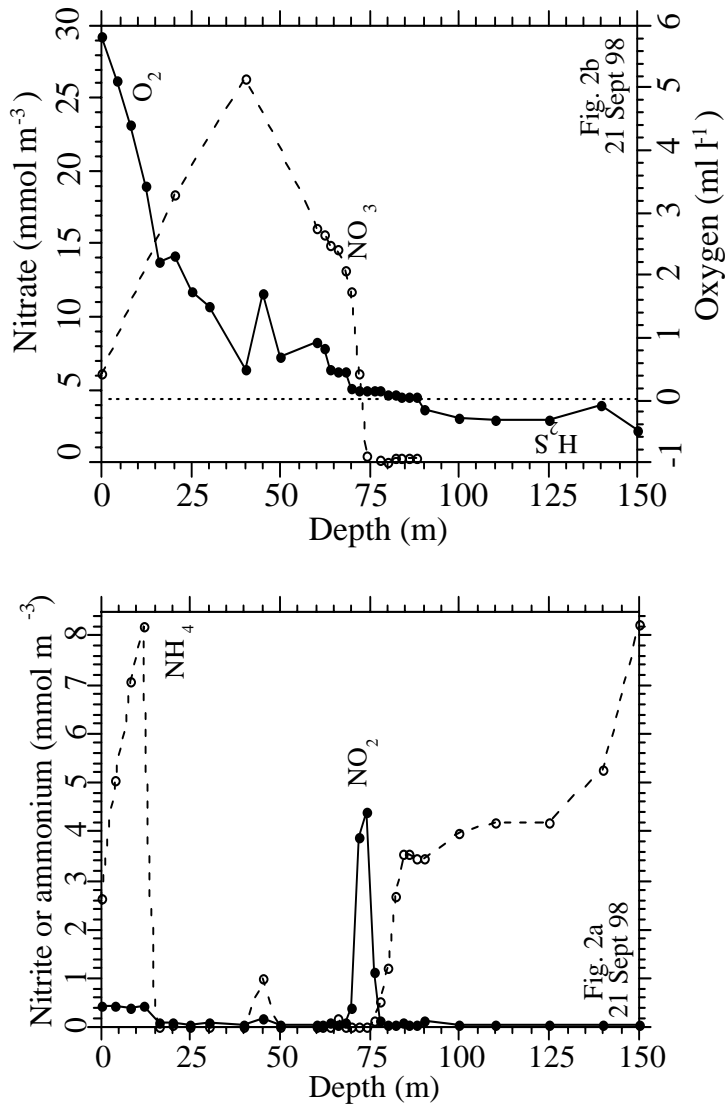 Nitrate (mmol m⁻³)
30
25
20
15
10
5
0
O₂
NO₃
H₂S
Fig. 2b
21 Sept 98
6
5
4
3
2
1
0
-1
Oxygen (ml l⁻¹)
0 25 50 75 100 125 150
Depth (m)
Nitrite or ammonium (mmol m⁻³)
8
7
6
5
4
3
2
1
0
NH₄
NO₂
Fig. 2a
21 Sept 98
0 25 50 75 100 125 150
Depth (m)